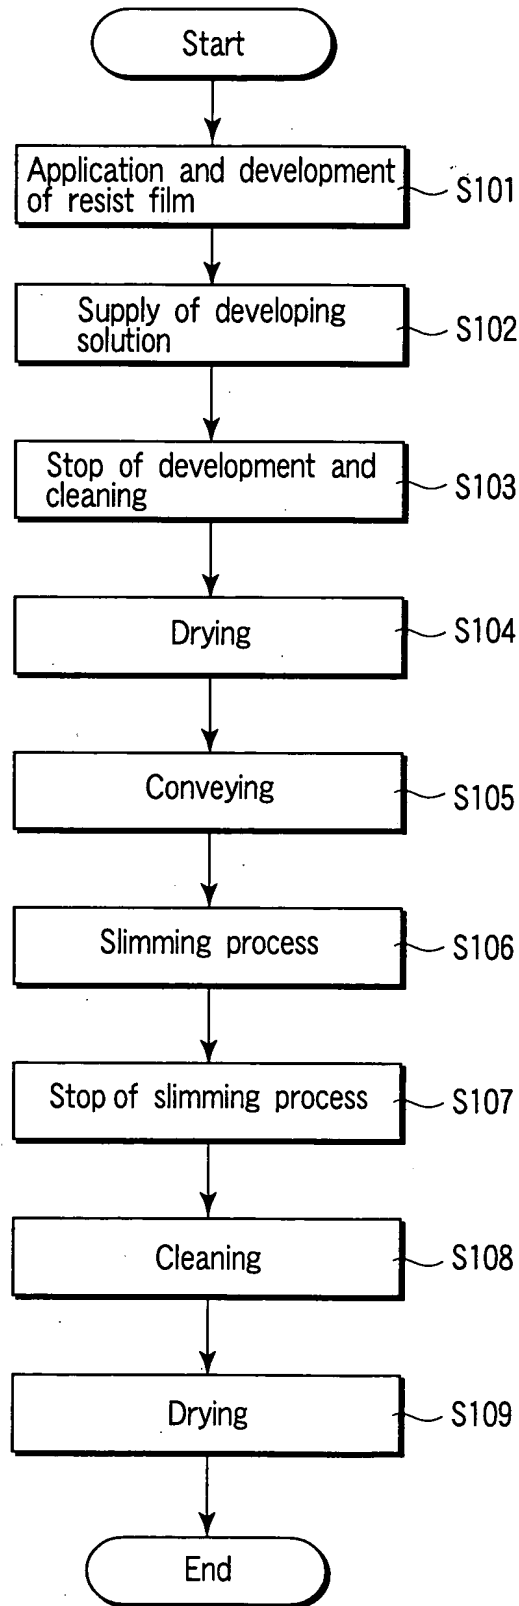 Start
Application and development
of resist film
S101
Supply of developing
solution
S102
Stop of development and
cleaning
S103
Drying
S104
Conveying
S105
Slimming process
S106
Stop of slimming process
S107
Cleaning
S108
Drying
S109
End